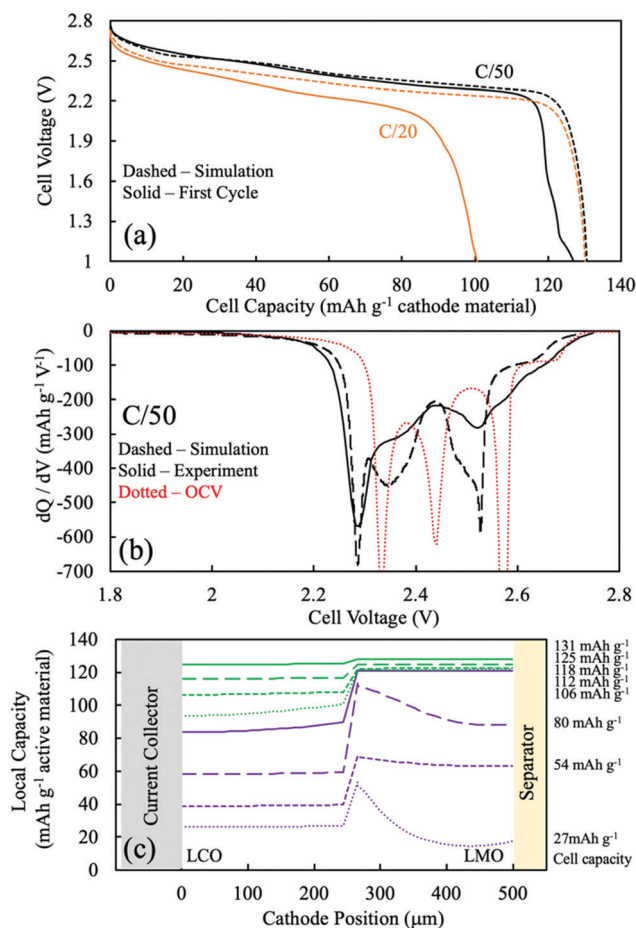 2.8
2.5
2.2
1.9
1.6
1.3
1
Cell Voltage (V)
C/50
C/20
Dashed – Simulation
Solid – First Cycle
(a)
0 20 40 60 80 100 120 140
Cell Capacity (mAh g⁻¹ cathode material)
0
-100
-200
-300
-400
-500
-600
-700
dQ / dV (mAh g⁻¹ V⁻¹)
C/50
Dashed – Simulation
Solid – Experiment
Dotted – OCV
(b)
1.8 2 2.2 2.4 2.6 2.8
Cell Voltage (V)
140
120
100
80
60
40
20
0
Local Capacity
(mAh g⁻¹ active material)
Current Collector
Separator
131 mAh g⁻¹
125 mAh g⁻¹
118 mAh g⁻¹
112 mAh g⁻¹
106 mAh g⁻¹
80 mAh g⁻¹
54 mAh g⁻¹
27mAh g⁻¹
Cell capacity
(c)
LCO
LMO
0 100 200 300 400 500
Cathode Position (μm)